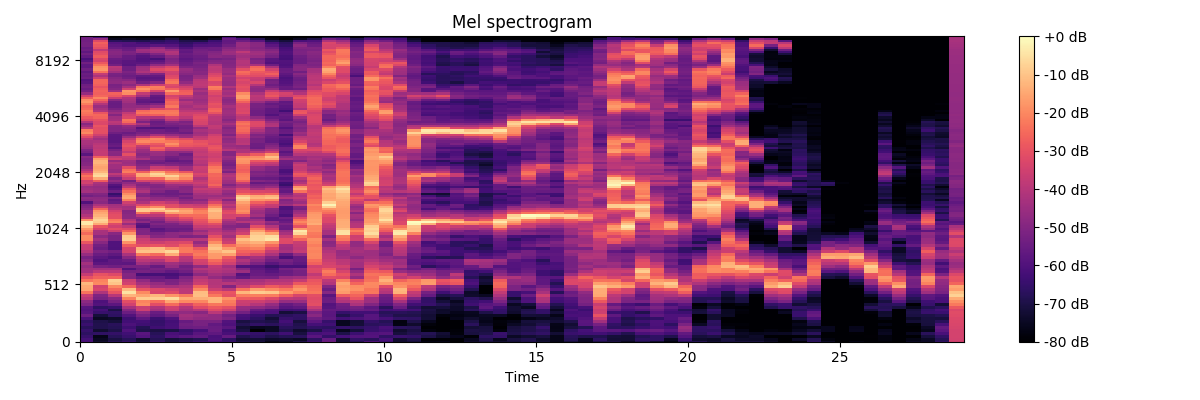 Mel spectrogram
Hz
8192
4096
2048
1024
512
0
0 5 10 15 20 25
Time
+0 dB
-10 dB
-20 dB
-30 dB
-40 dB
-50 dB
-60 dB
-70 dB
-80 dB